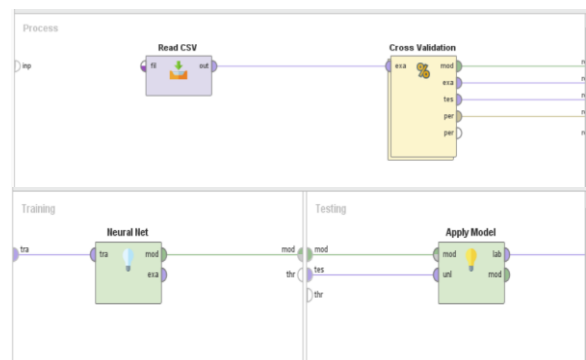 Process
Read CSV
Cross Validation
inp
fil
out
exa
mod
exa
tes
per
per
Training
Testing
Neural Net
Apply Model
tra
tra
mod
exa
mod
thr
mod
tes
thr
mod
unl
lab
mod